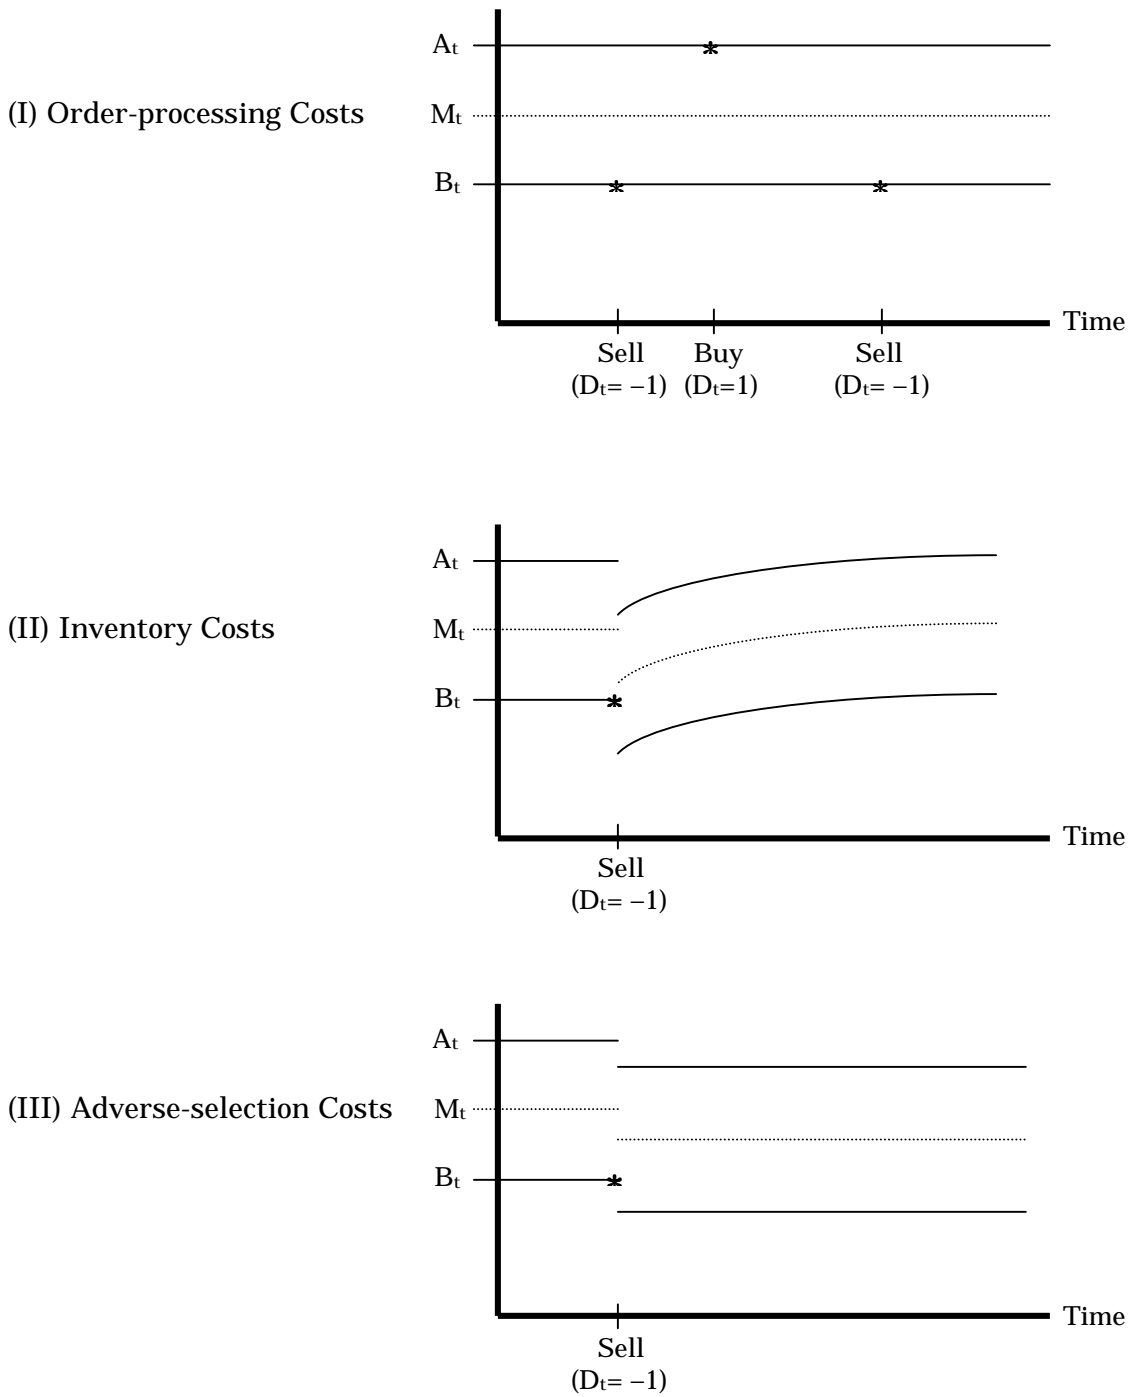 Aₜ
(I) Order-processing Costs
Mₜ
Bₜ
Time
Sell Buy Sell
(Dₜ= –1) (Dₜ=1) (Dₜ= –1)
Aₜ
(II) Inventory Costs
Mₜ
Bₜ
Time
Sell
(Dₜ= –1)
Aₜ
(III) Adverse-selection Costs
Mₜ
Bₜ
Time
Sell
(Dₜ= –1)